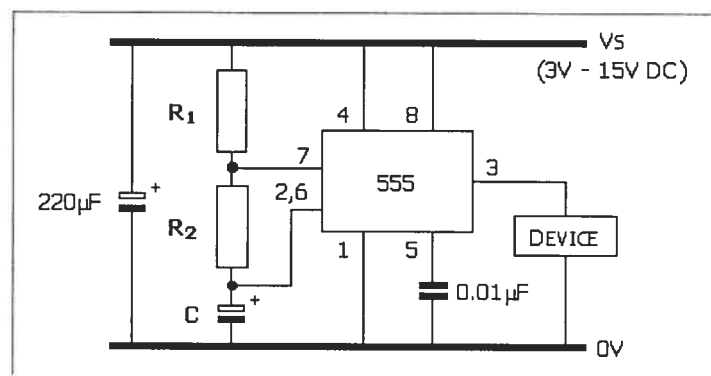 Vs
(3V - 15V DC)
R1
4
8
7
555
3
220µF
+
2,6
R2
DEVICE
1
5
+
C
0.01µF
0V